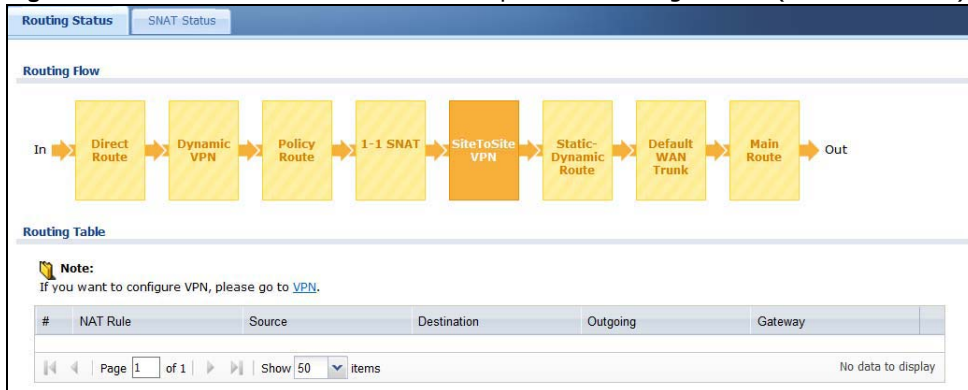 Routing Status SNAT Status
Routing Flow
In Direct Route Dynamic VPN Policy Route 1-1 SNAT SiteToSite VPN Static-Dynamic Route Default WAN Trunk Main Route Out
Routing Table
Note:
If you want to configure VPN, please go to VPN.
# NAT Rule Source Destination Outgoing Gateway
Page 1 of 1 Show 50 items No data to display